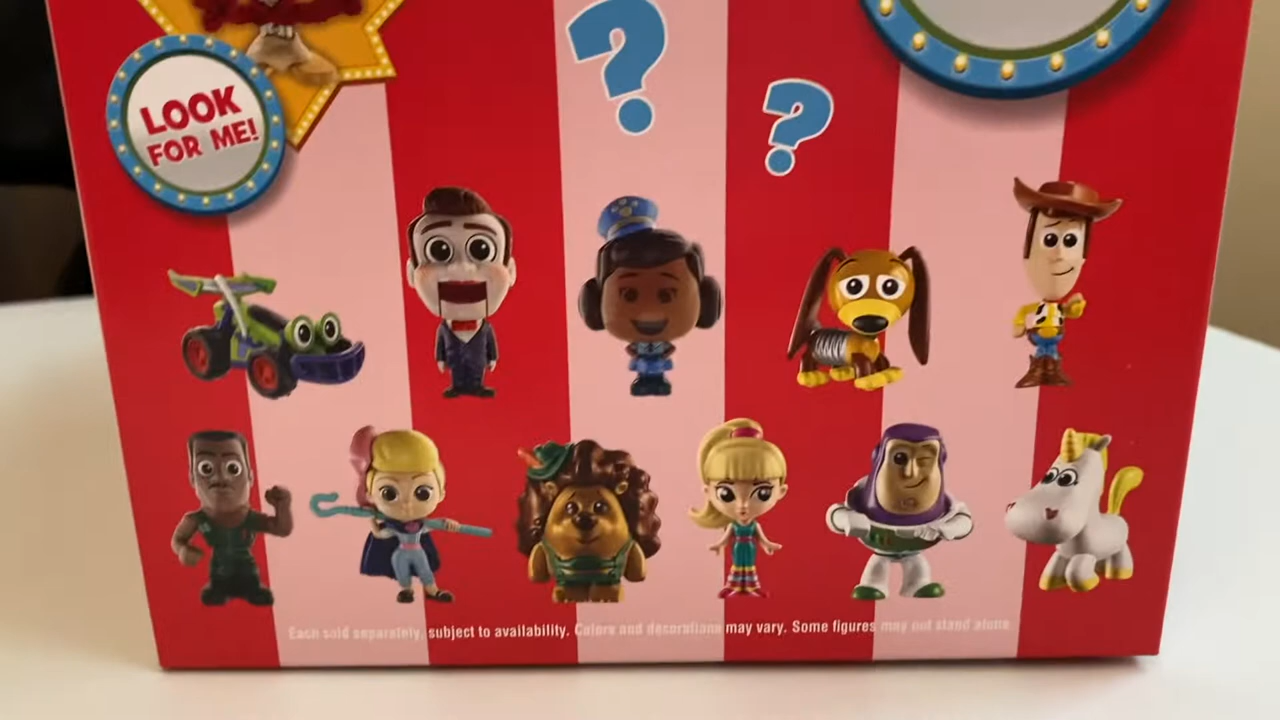 LOOK
FOR ME!
?
?
Each sold separately, subject to availability. Colors and decorations may vary. Some figures may not stand alone.